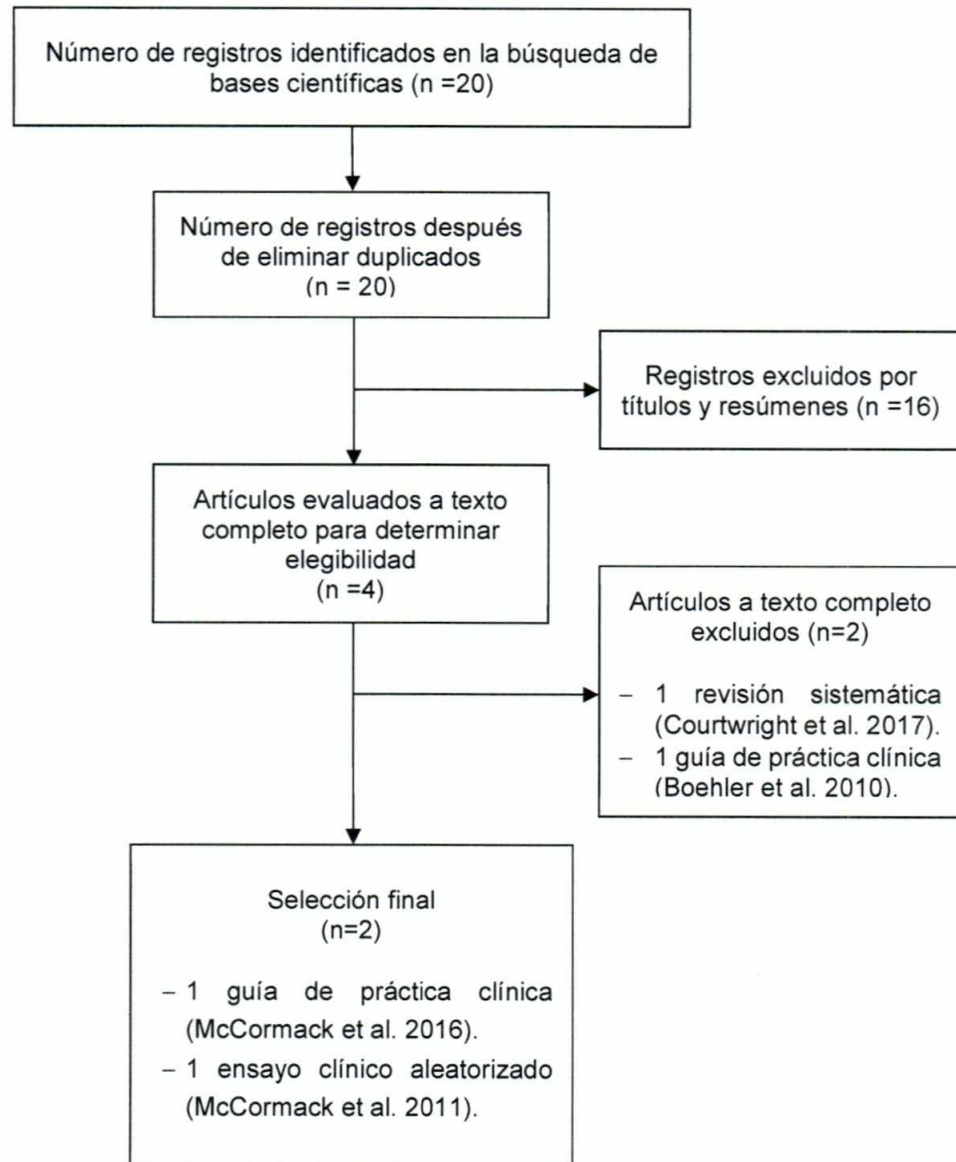 Número de registros identificados en la búsqueda de
bases científicas (n =20)
Número de registros después
de eliminar duplicados
(n = 20)
Registros excluidos por
títulos y resúmenes (n =16)
Artículos evaluados a texto
completo para determinar
elegibilidad
(n =4)
Artículos a texto completo
excluidos (n=2)
– 1 revisión sistemática
(Courtwright et al. 2017).
– 1 guía de práctica clínica
(Boehler et al. 2010).
Selección final
(n=2)
– 1 guía de práctica clínica
(McCormack et al. 2016).
– 1 ensayo clínico aleatorizado
(McCormack et al. 2011).